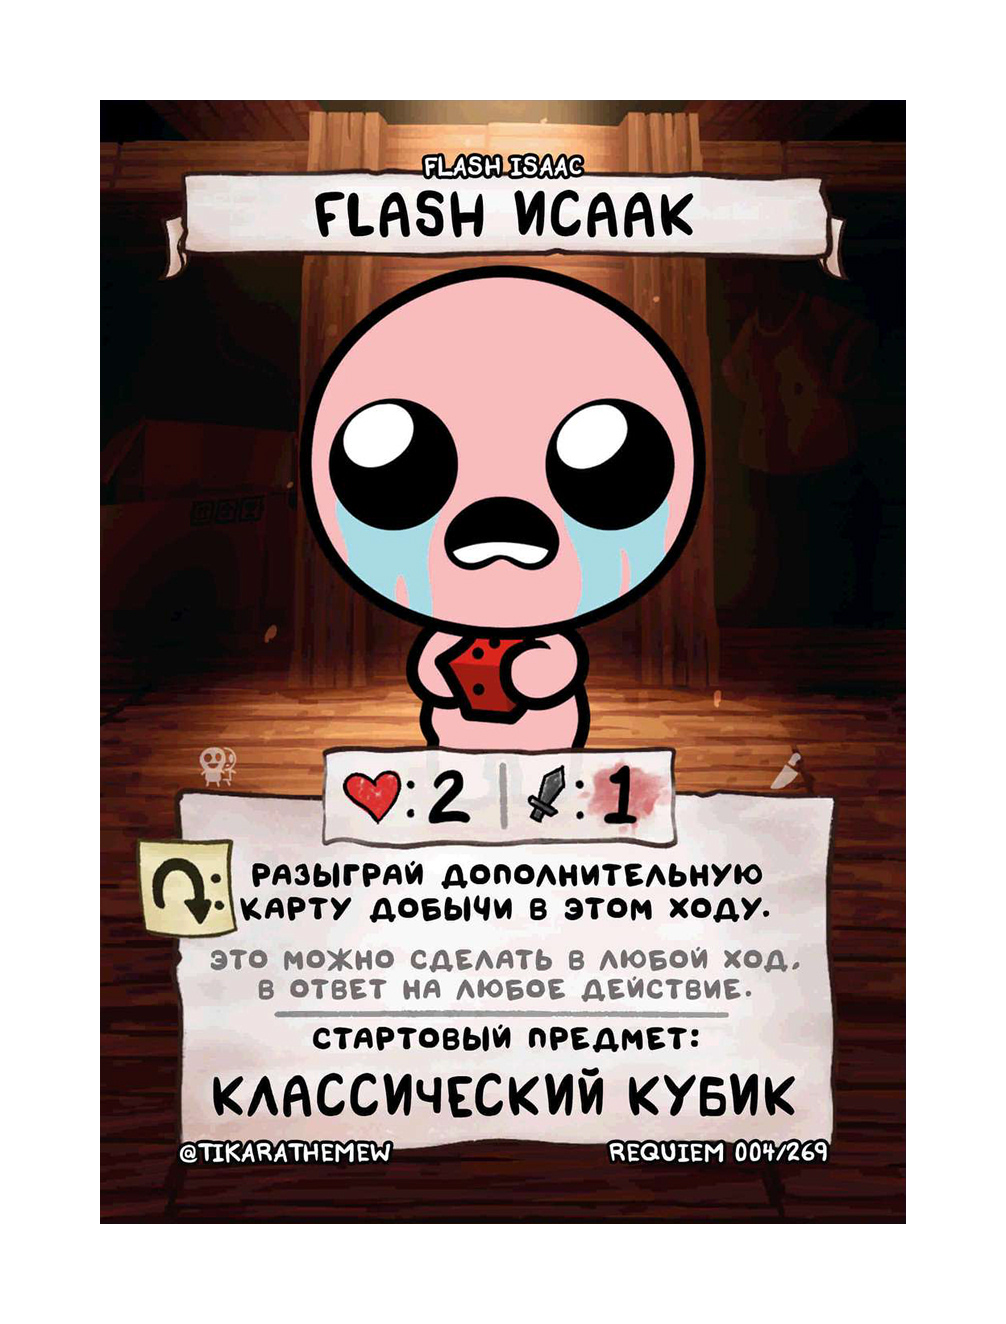 FLASH ISAAC
FLASH ИСААК
:2 | :1
РАЗЫГРАЙ ДОПОЛНИТЕЛЬНУЮ
КАРТУ ДОБЫЧИ В ЭТОМ ХОДУ.
ЭТО МОЖНО СДЕЛАТЬ В ЛЮБОЙ ХОД,
В ОТВЕТ НА ЛЮБОЕ ДЕЙСТВИЕ.
СТАРТОВЫЙ ПРЕДМЕТ:
КЛАССИЧЕСКИЙ КУБИК
@TIKARATHEMEW
REQUIEM 004/269